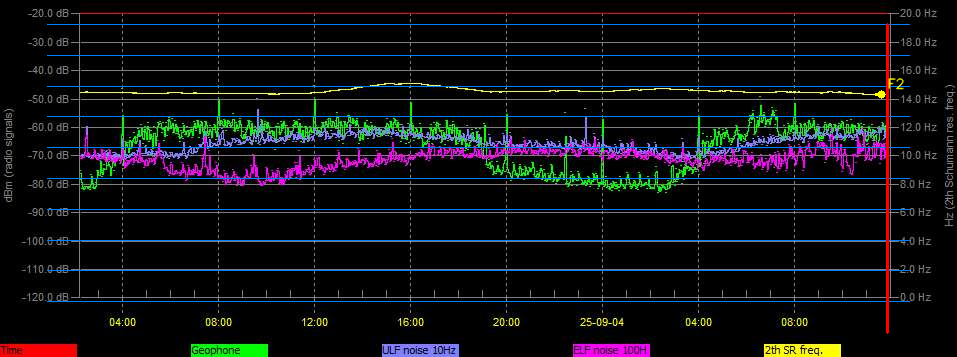 -20.0 dB 20.0 Hz
-30.0 dB 18.0 Hz
-40.0 dB 16.0 Hz
F2
-50.0 dB 14.0 Hz
-60.0 dB 12.0 Hz
-70.0 dB 10.0 Hz
-80.0 dB 8.0 Hz
-90.0 dB 6.0 Hz
-100.0 dB 4.0 Hz
-110.0 dB 2.0 Hz
-120.0 dB 0.0 Hz
dBm (radio signals)
Hz (2th Schumann res. freq.)
04:00 08:00 12:00 16:00 20:00 25-09-04 04:00 08:00
Time Geophone ULF noise 10Hz ELF noise 100H 2th SR freq.